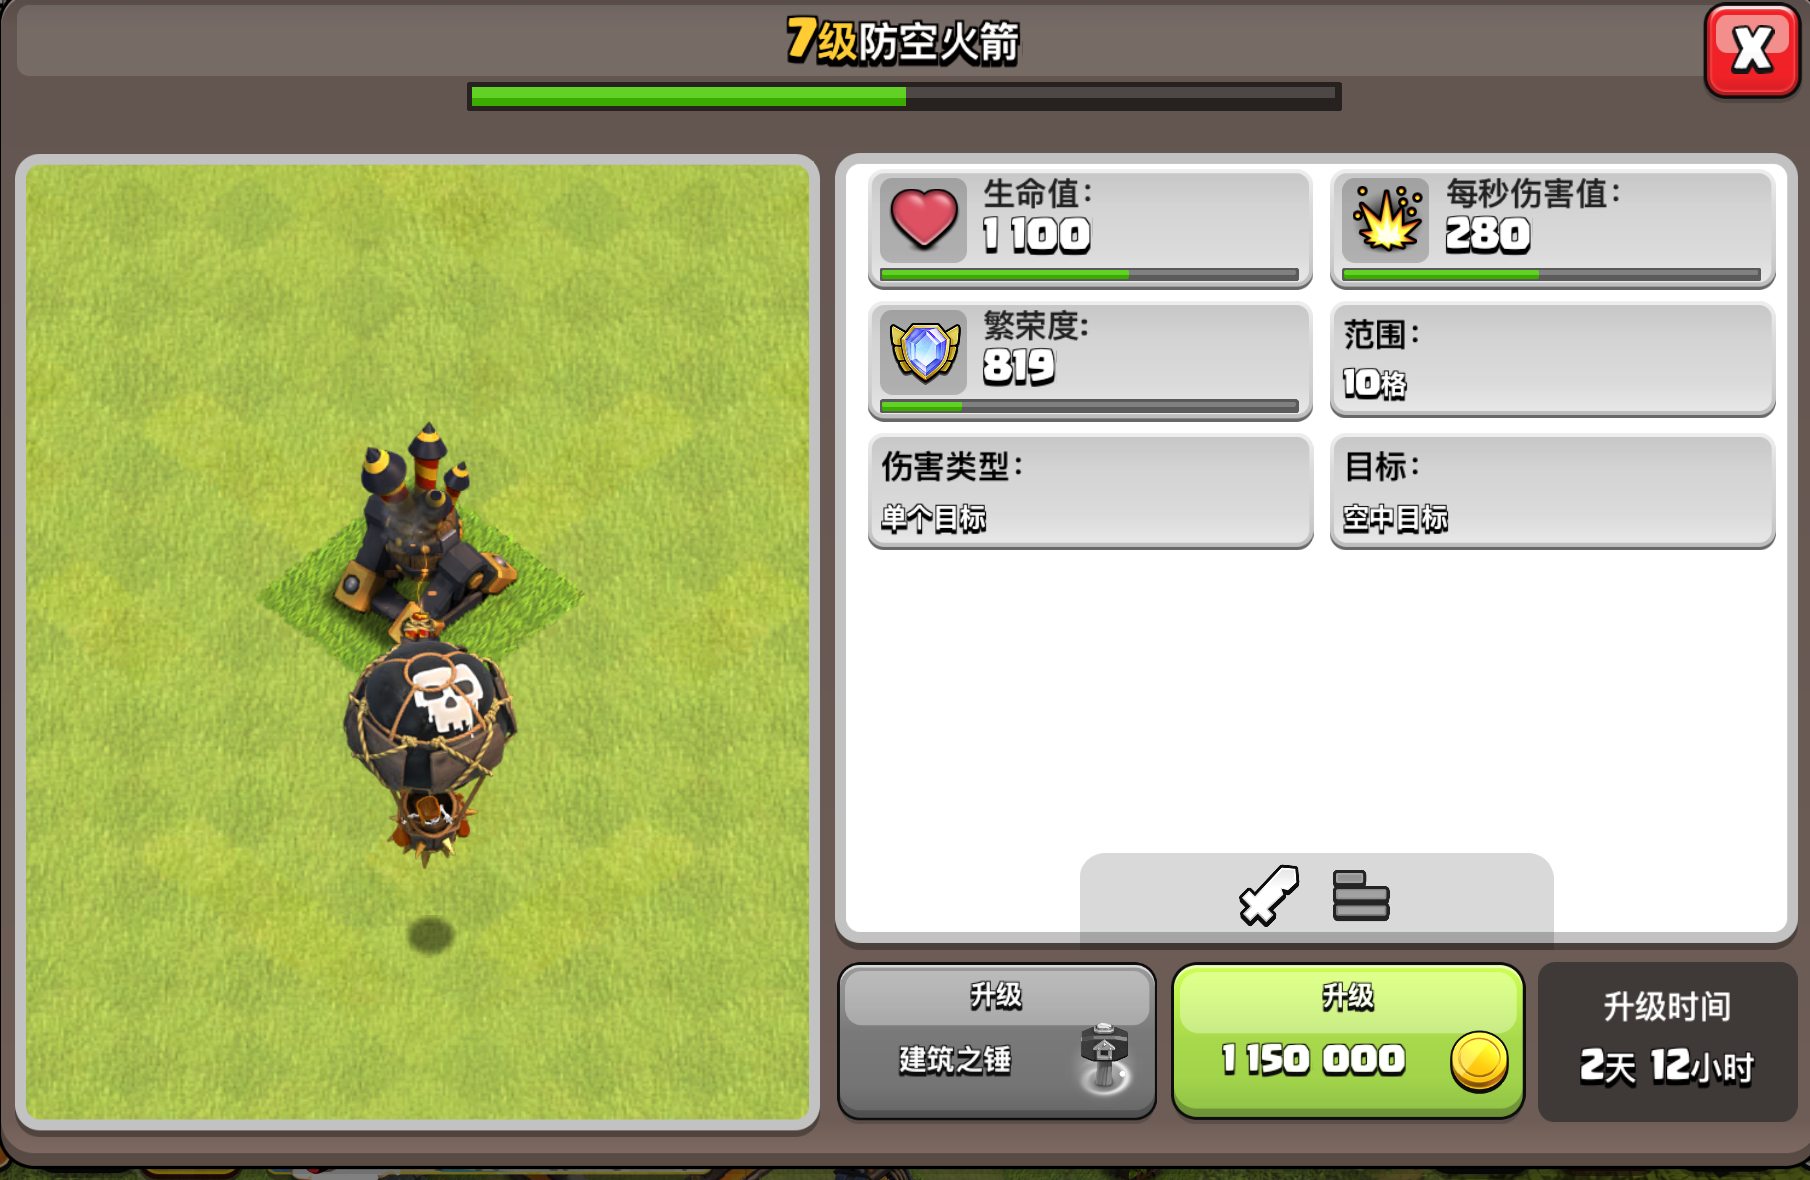 7级防空火箭
X
生命值：
1 100
每秒伤害值：
280
繁荣度：
819
范围：
10格
伤害类型：
单个目标
目标：
空中目标
升级
建筑之锤
升级
1 150 000
升级时间
2天 12小时